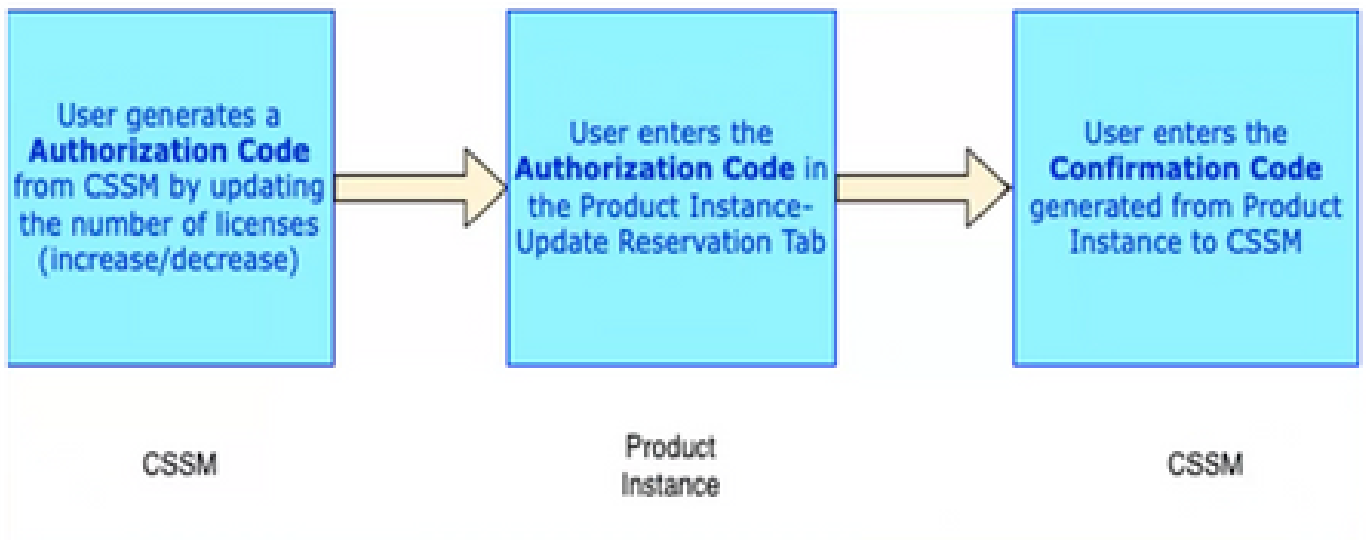 User generates a
Authorization Code
from CSSM by updating
the number of licenses
(increase/decrease)
User enters the
Authorization Code in
the Product Instance-
Update Reservation Tab
User enters the
Confirmation Code
generated from Product
Instance to CSSM
CSSM
Product
Instance
CSSM